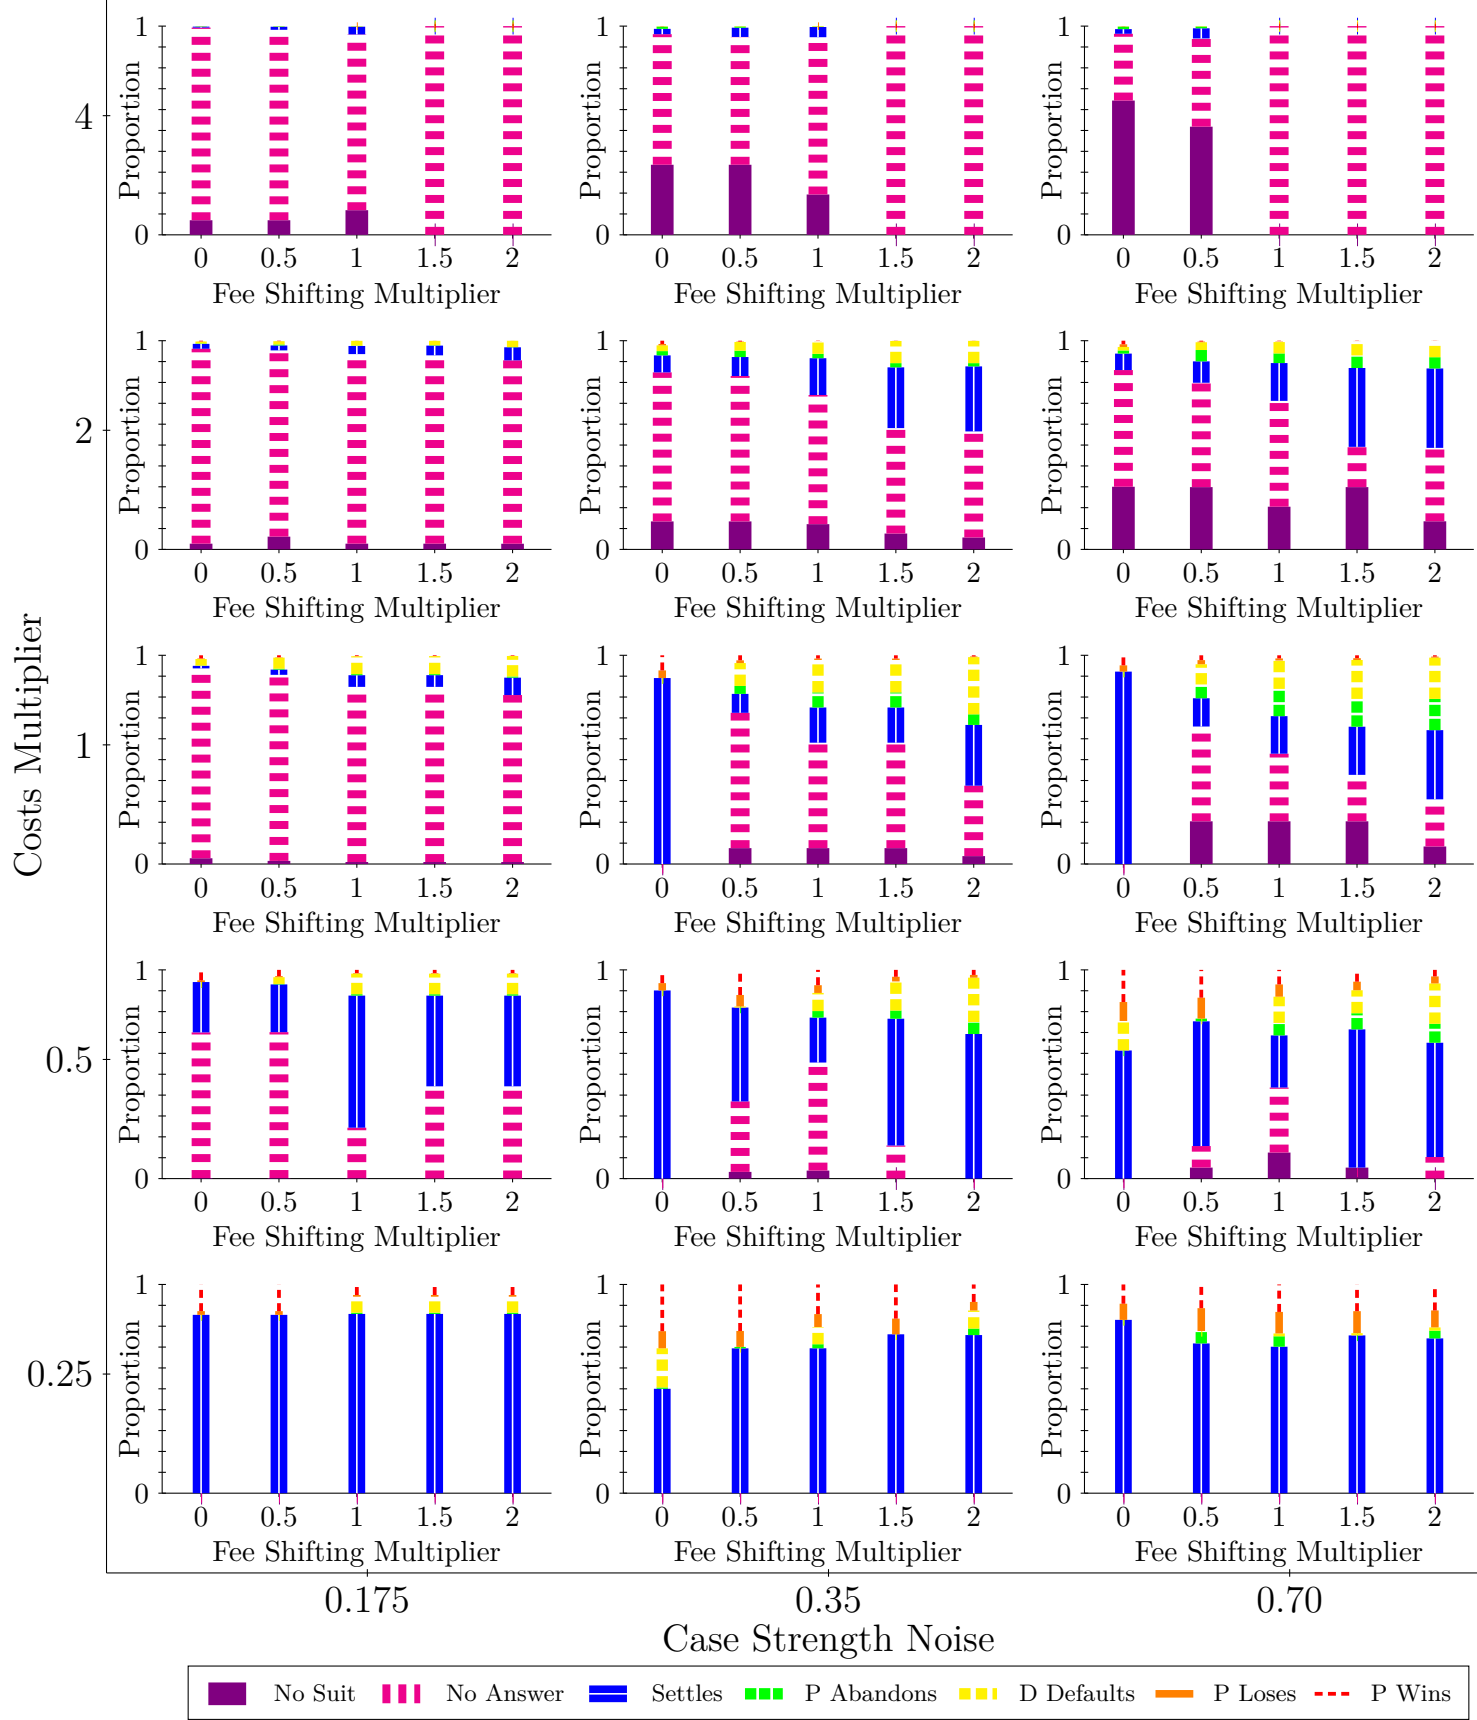 1 1 1
Proportion Proportion Proportion
4
0 0 0
0 0.5 1 1.5 2 0 0.5 1 1.5 2 0 0.5 1 1.5 2
Fee Shifting Multiplier Fee Shifting Multiplier Fee Shifting Multiplier
1 1 1
Proportion Proportion Proportion
2
0 0 0
0 0.5 1 1.5 2 0 0.5 1 1.5 2 0 0.5 1 1.5 2
Fee Shifting Multiplier Fee Shifting Multiplier Fee Shifting Multiplier
Costs Multiplier
1 1 1
Proportion Proportion Proportion
1
0 0 0
0 0.5 1 1.5 2 0 0.5 1 1.5 2 0 0.5 1 1.5 2
Fee Shifting Multiplier Fee Shifting Multiplier Fee Shifting Multiplier
1 1 1
Proportion Proportion Proportion
0.5
0 0 0
0 0.5 1 1.5 2 0 0.5 1 1.5 2 0 0.5 1 1.5 2
Fee Shifting Multiplier Fee Shifting Multiplier Fee Shifting Multiplier
1 1 1
Proportion Proportion Proportion
0.25
0 0 0
0 0.5 1 1.5 2 0 0.5 1 1.5 2 0 0.5 1 1.5 2
Fee Shifting Multiplier Fee Shifting Multiplier Fee Shifting Multiplier
0.175 0.35 0.70
Case Strength Noise
No Suit No Answer Settles P Abandons D Defaults P Loses P Wins